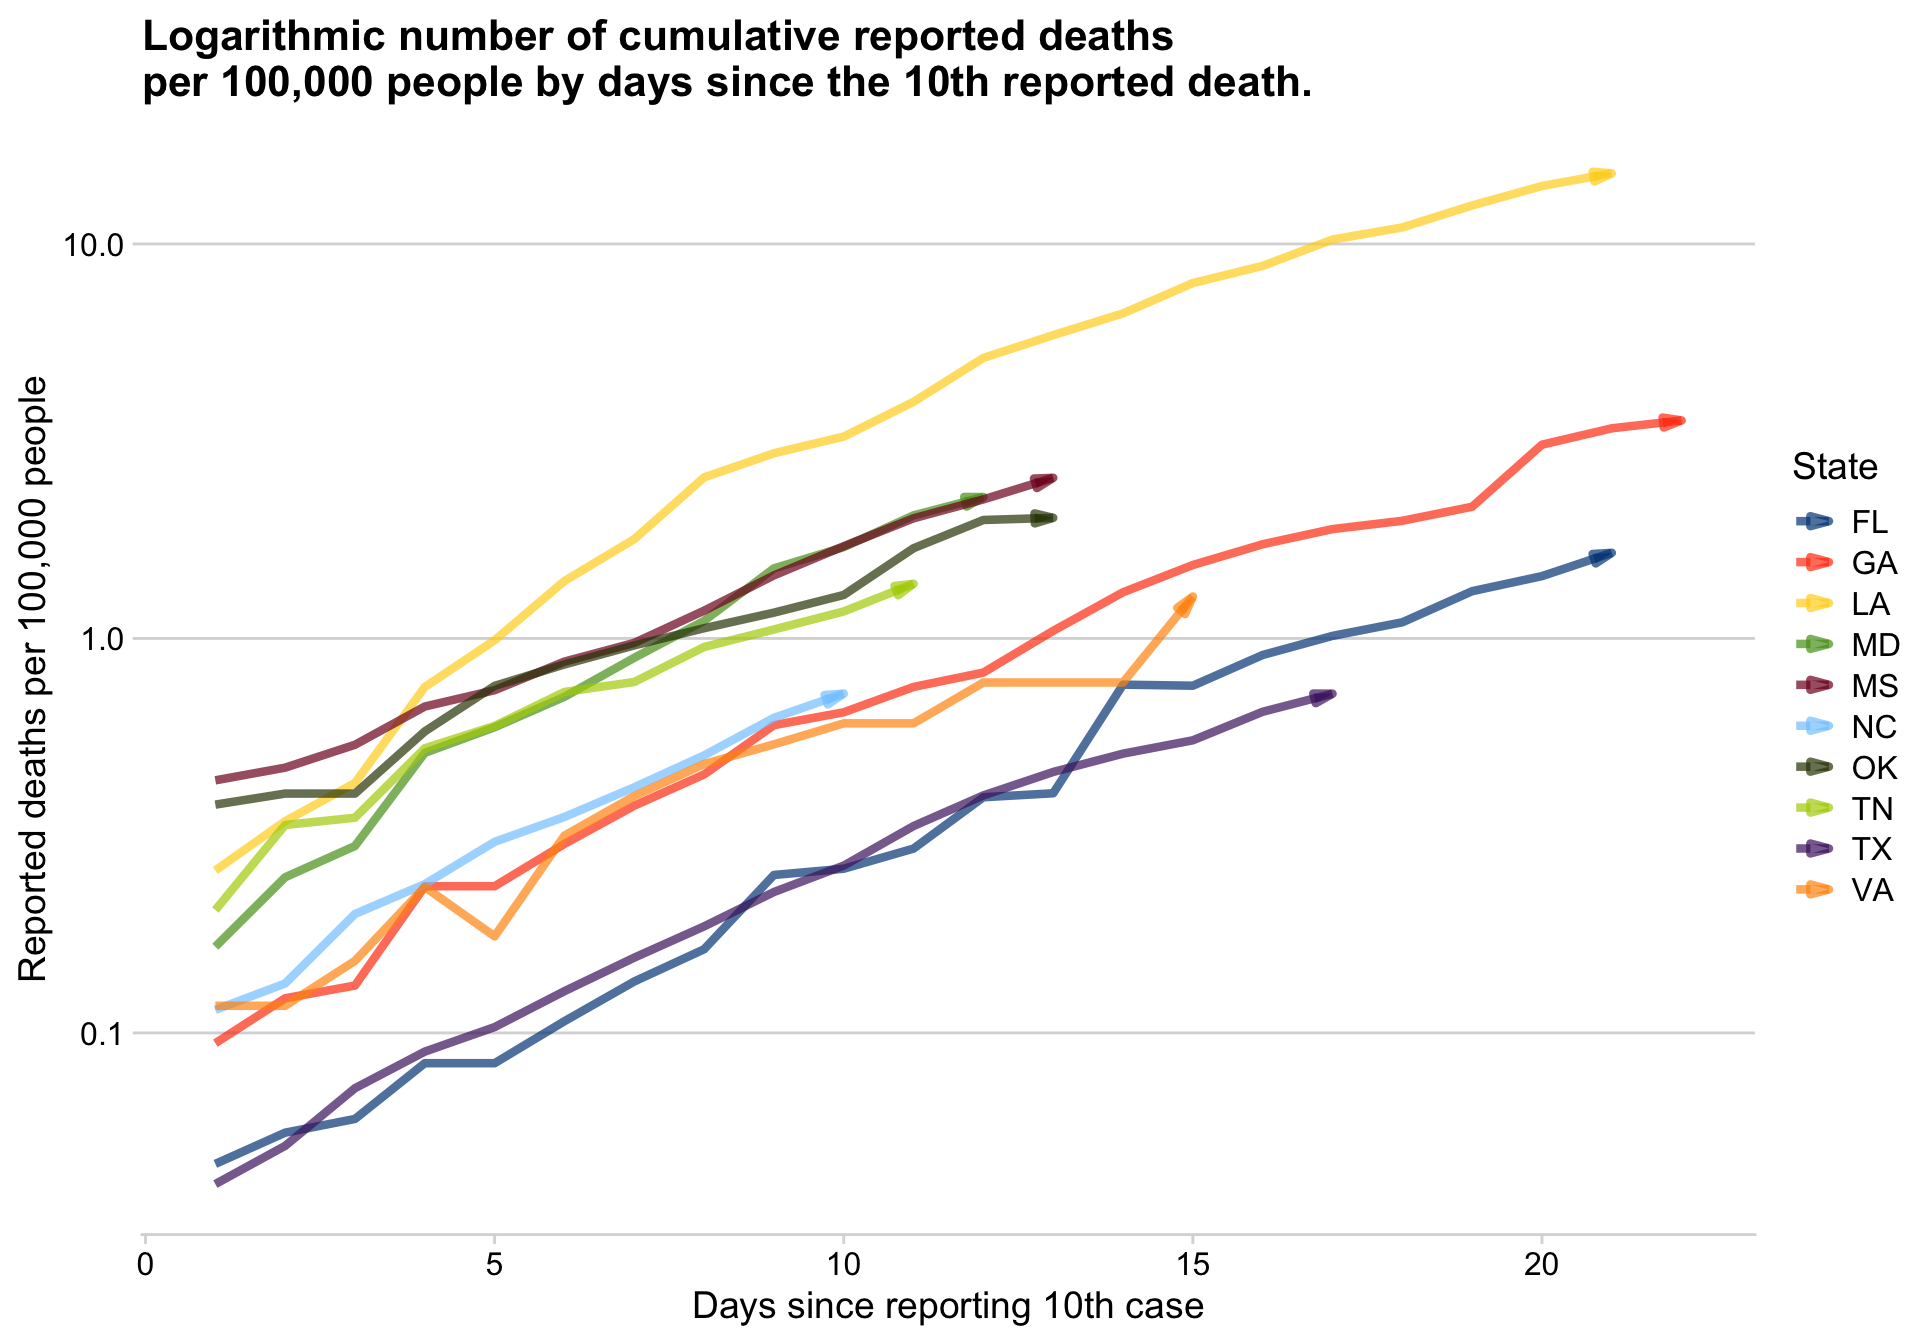 Logarithmic number of cumulative reported deaths
per 100,000 people by days since the 10th reported death.
Reported deaths per 100,000 people
10.0
1.0
0.1
0
5
10
15
20
Days since reporting 10th case
State
FL
GA
LA
MD
MS
NC
OK
TN
TX
VA